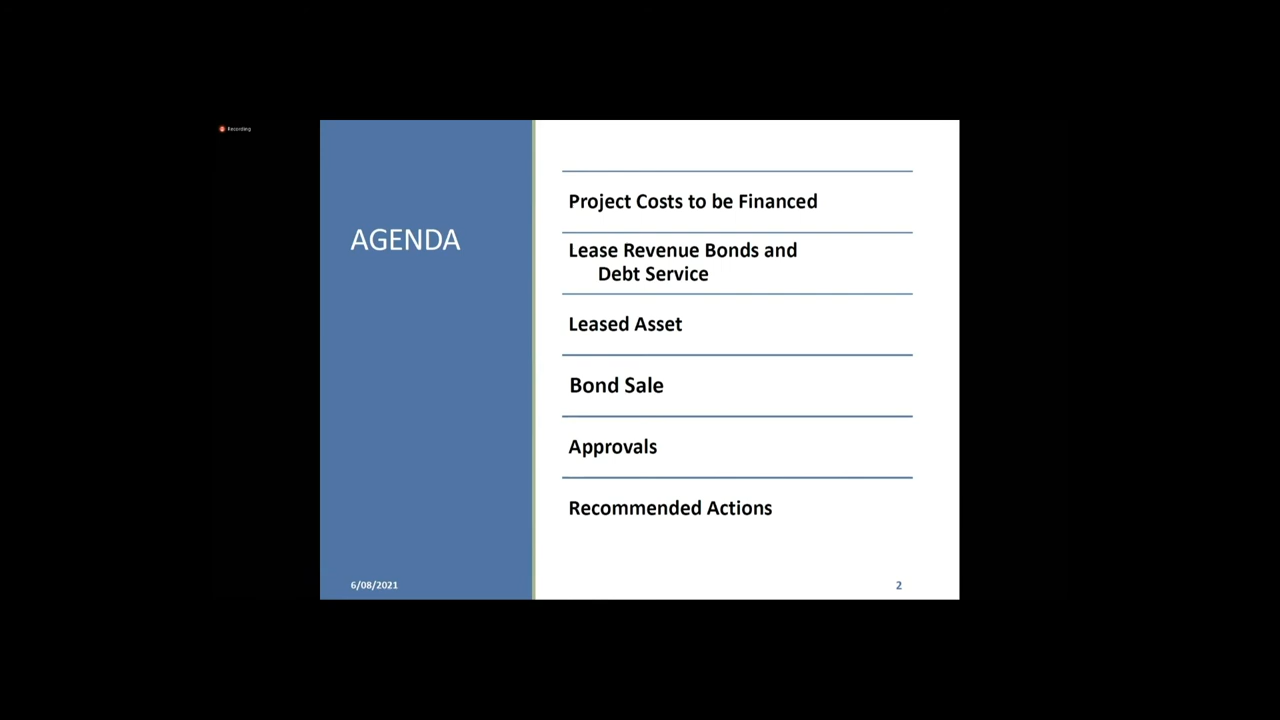 Recording
AGENDA
Project Costs to be Financed
Lease Revenue Bonds and
Debt Service
Leased Asset
Bond Sale
Approvals
Recommended Actions
6/08/2021
2